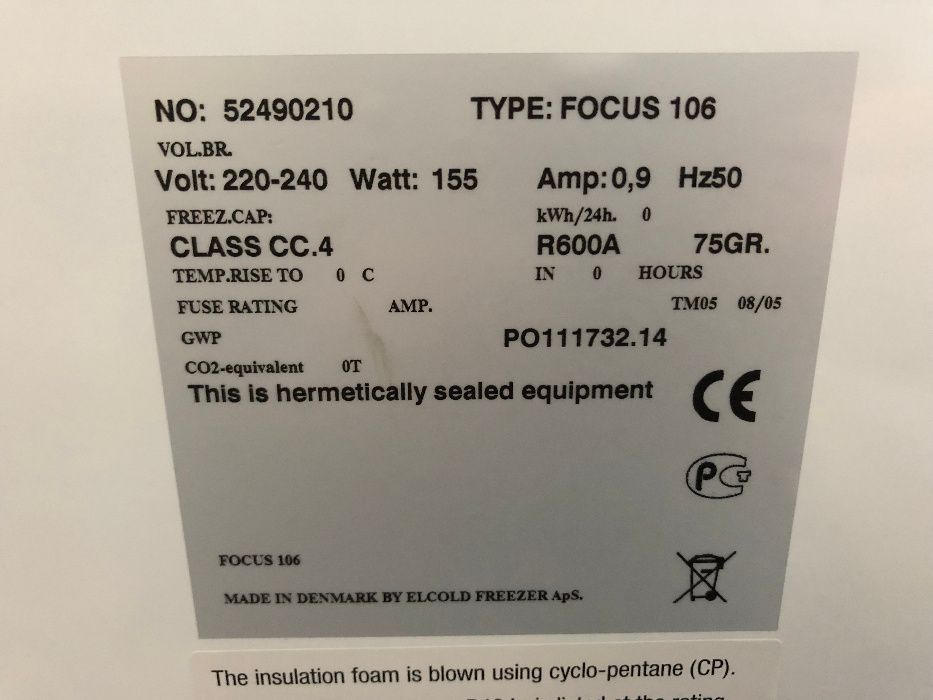 NO: 52490210 TYPE: FOCUS 106
VOL.BR.
Volt: 220-240 Watt: 155 Amp: 0,9 Hz50
FREEZ.CAP: kWh/24h. 0
CLASS CC.4 R600A 75GR.
TEMP.RISE TO 0 C IN 0 HOURS
FUSE RATING AMP. TM05 08/05
GWP PO111732.14
CO2-equivalent 0T
This is hermetically sealed equipment CE
PCT
FOCUS 106
MADE IN DENMARK BY ELCOLD FREEZER ApS.
The insulation foam is blown using cyclo-pentane (CP).